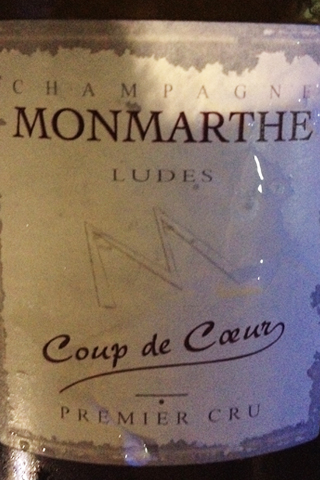 CHAMPAGNE
MONMARTHE
LUDES
M
Coup de Cœur
PREMIER CRU